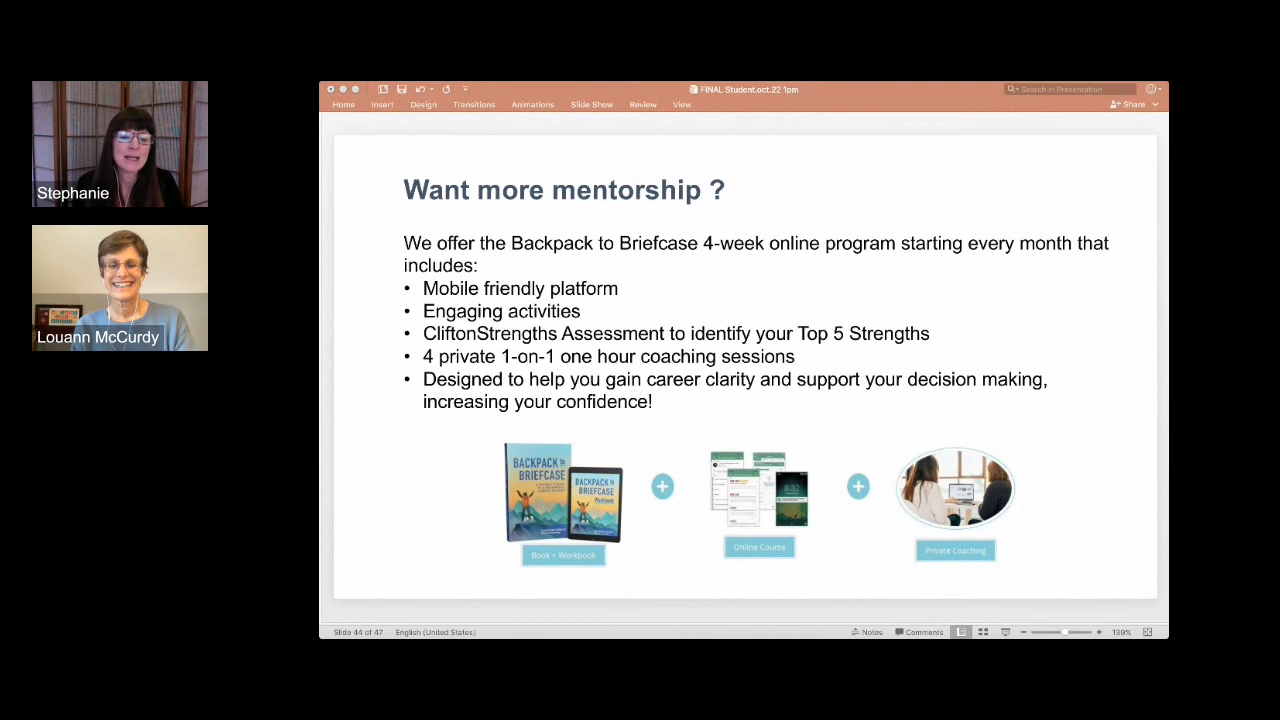 FINAL Student.oct.22 1pm
Search in Presentation
Home Insert Design Transitions Animations Slide Show Review View
Share
Want more mentorship ?
We offer the Backpack to Briefcase 4-week online program starting every month that
includes:
• Mobile friendly platform
• Engaging activities
• CliftonStrengths Assessment to identify your Top 5 Strengths
• 4 private 1-on-1 one hour coaching sessions
• Designed to help you gain career clarity and support your decision making,
increasing your confidence!
BACKPACK to
BRIEFCASE
BACKPACK to
BRIEFCASE
8:32
Book + Workbook
Online Course
Private Coaching
Slide 44 of 47 English (United States)
Notes Comments 139%
Stephanie
Louann McCurdy